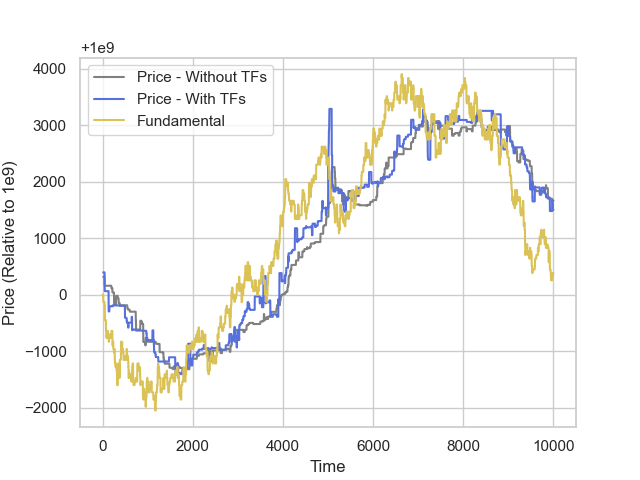 +1e9
4000
3000
2000
1000
0
−1000
−2000
Price (Relative to 1e9)
Price - Without TFs
Price - With TFs
Fundamental
0 2000 4000 6000 8000 10000
Time